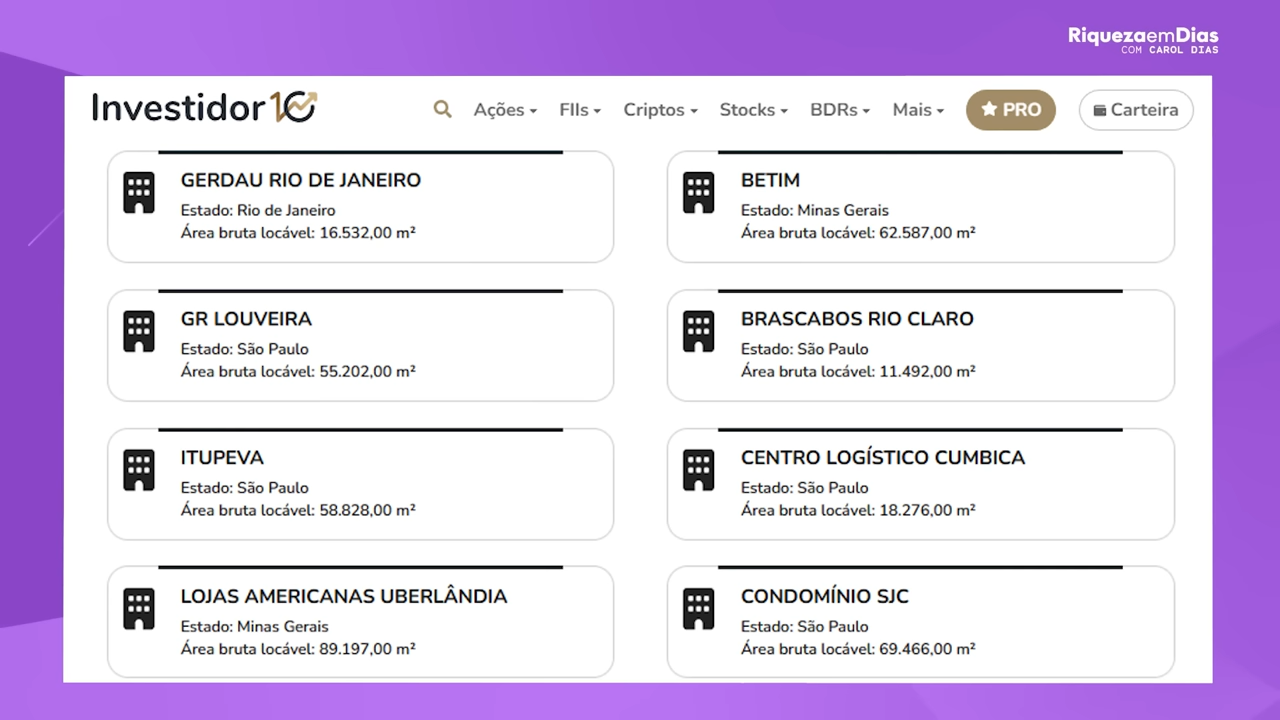 RiquezaemDias
COM CAROL DIAS
Investidor10
Ações
FIIs
Criptos
Stocks
BDRs
Mais
PRO
Carteira
GERDAU RIO DE JANEIRO
Estado: Rio de Janeiro
Área bruta locável: 16.532,00 m²
BETIM
Estado: Minas Gerais
Área bruta locável: 62.587,00 m²
GR LOUVEIRA
Estado: São Paulo
Área bruta locável: 55.202,00 m²
BRASCABOS RIO CLARO
Estado: São Paulo
Área bruta locável: 11.492,00 m²
ITUPEVA
Estado: São Paulo
Área bruta locável: 58.828,00 m²
CENTRO LOGÍSTICO CUMBICA
Estado: São Paulo
Área bruta locável: 18.276,00 m²
LOJAS AMERICANAS UBERLÂNDIA
Estado: Minas Gerais
Área bruta locável: 89.197,00 m²
CONDOMÍNIO SJC
Estado: São Paulo
Área bruta locável: 69.466,00 m²